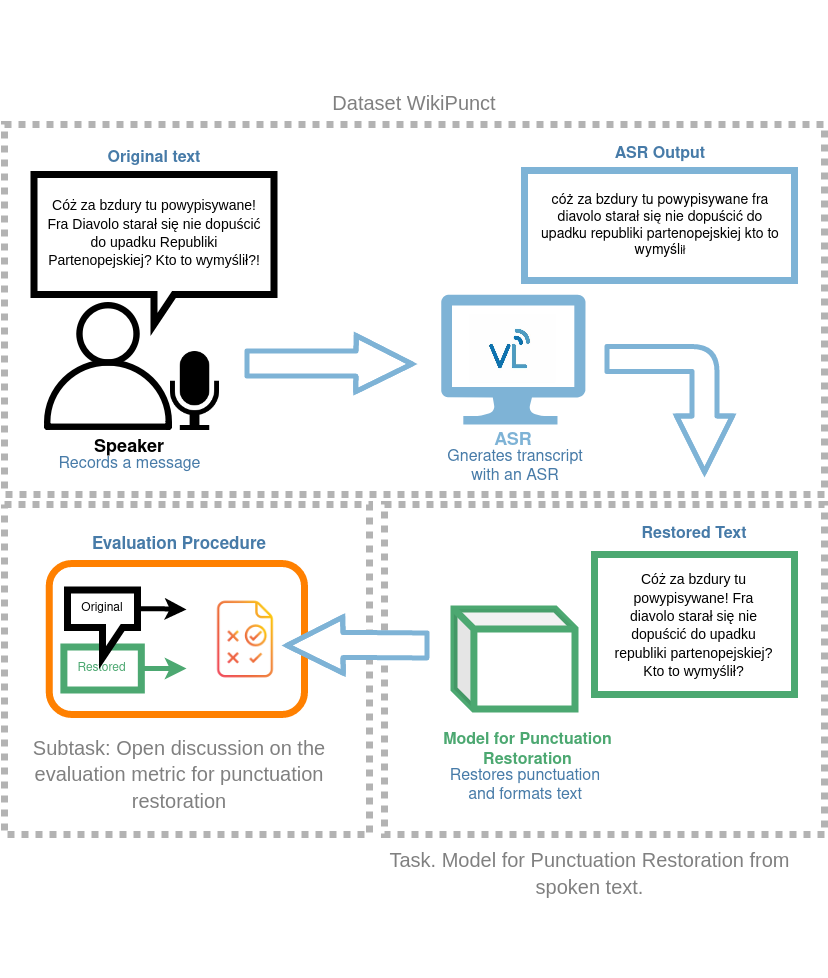 Dataset WikiPunct
Original text
Cóż za bzdury tu powypisywane!
Fra Diavolo starał się nie dopuścić
do upadku Republiki
Partenopejskiej? Kto to wymyślił?!
Speaker
Records a message
ASR Output
cóż za bzdury tu powypisywane fra
diavolo starał się nie dopuścić do
upadku republiki partenopejskiej kto to
wymyślił
VL
ASR
Gnerates transcript
with an ASR
Restored Text
Cóż za bzdury tu
powypisywane! Fra
diavolo starał się nie
dopuścić do upadku
republiki partenopejskiej?
Kto to wymyślił?
Model for Punctuation
Restoration
Restores punctuation
and formats text
Evaluation Procedure
Original
Restored
Subtask: Open discussion on the
evaluation metric for punctuation
restoration
Task. Model for Punctuation Restoration from
spoken text.